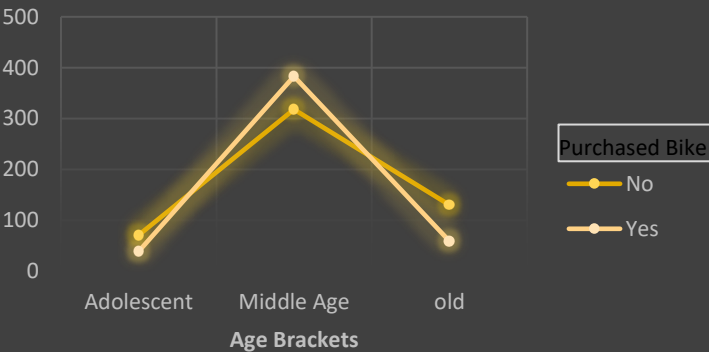 500
400
300
200
100
0
Adolescent
Middle Age
old
Age Brackets
Purchased Bike
No
Yes